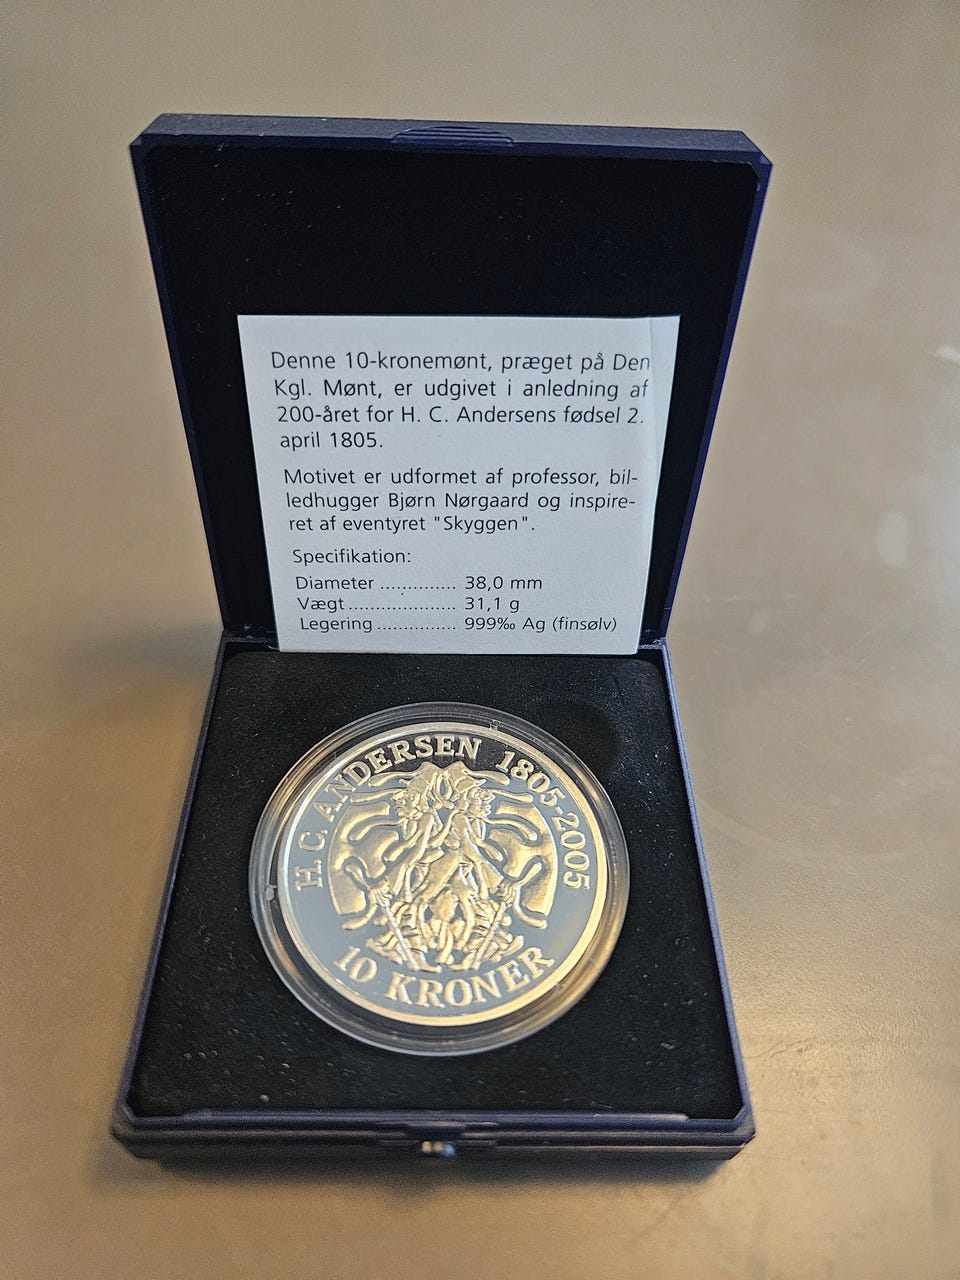 Denne 10-kronemønt, præget på Den
Kgl. Mønt, er udgivet i anledning af
200-året for H. C. Andersens fødsel 2.
april 1805.
Motivet er udformet af professor, bil-
ledhugger Bjørn Nørgaard og inspire-
ret af eventyret "Skyggen".
Specifikation:
Diameter .............. 38,0 mm
Vægt .................... 31,1 g
Legering ............... 999‰ Ag (finsølv)
H. C. ANDERSEN 1805-2005
10 KRONER